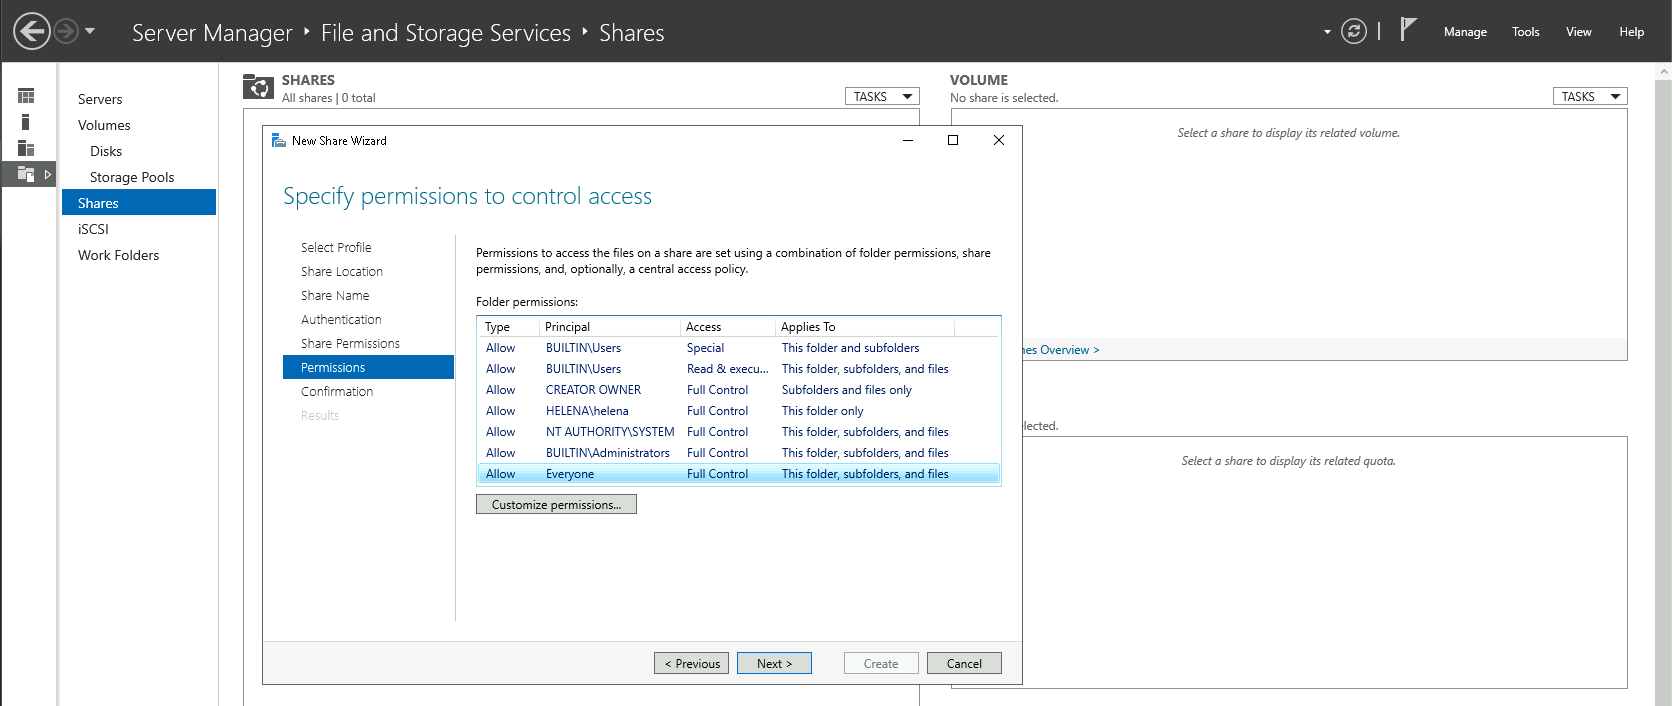 Server Manager ‣ File and Storage Services ‣ Shares
Manage
Tools
View
Help
Servers
Volumes
Disks
Storage Pools
Shares
iSCSI
Work Folders
SHARES
All shares | 0 total
TASKS
VOLUME
No share is selected.
TASKS
Select a share to display its related volume.
nes Overview >
lected.
Select a share to display its related quota.
New Share Wizard
Specify permissions to control access
Select Profile
Share Location
Share Name
Authentication
Share Permissions
Permissions
Confirmation
Results
Permissions to access the files on a share are set using a combination of folder permissions, share
permissions, and, optionally, a central access policy.
Folder permissions:
Type Principal Access Applies To
Allow BUILTIN\Users Special This folder and subfolders
Allow BUILTIN\Users Read & execu... This folder, subfolders, and files
Allow CREATOR OWNER Full Control Subfolders and files only
Allow HELENA\helena Full Control This folder only
Allow NT AUTHORITY\SYSTEM Full Control This folder, subfolders, and files
Allow BUILTIN\Administrators Full Control This folder, subfolders, and files
Allow Everyone Full Control This folder, subfolders, and files
Customize permissions...
< Previous
Next >
Create
Cancel